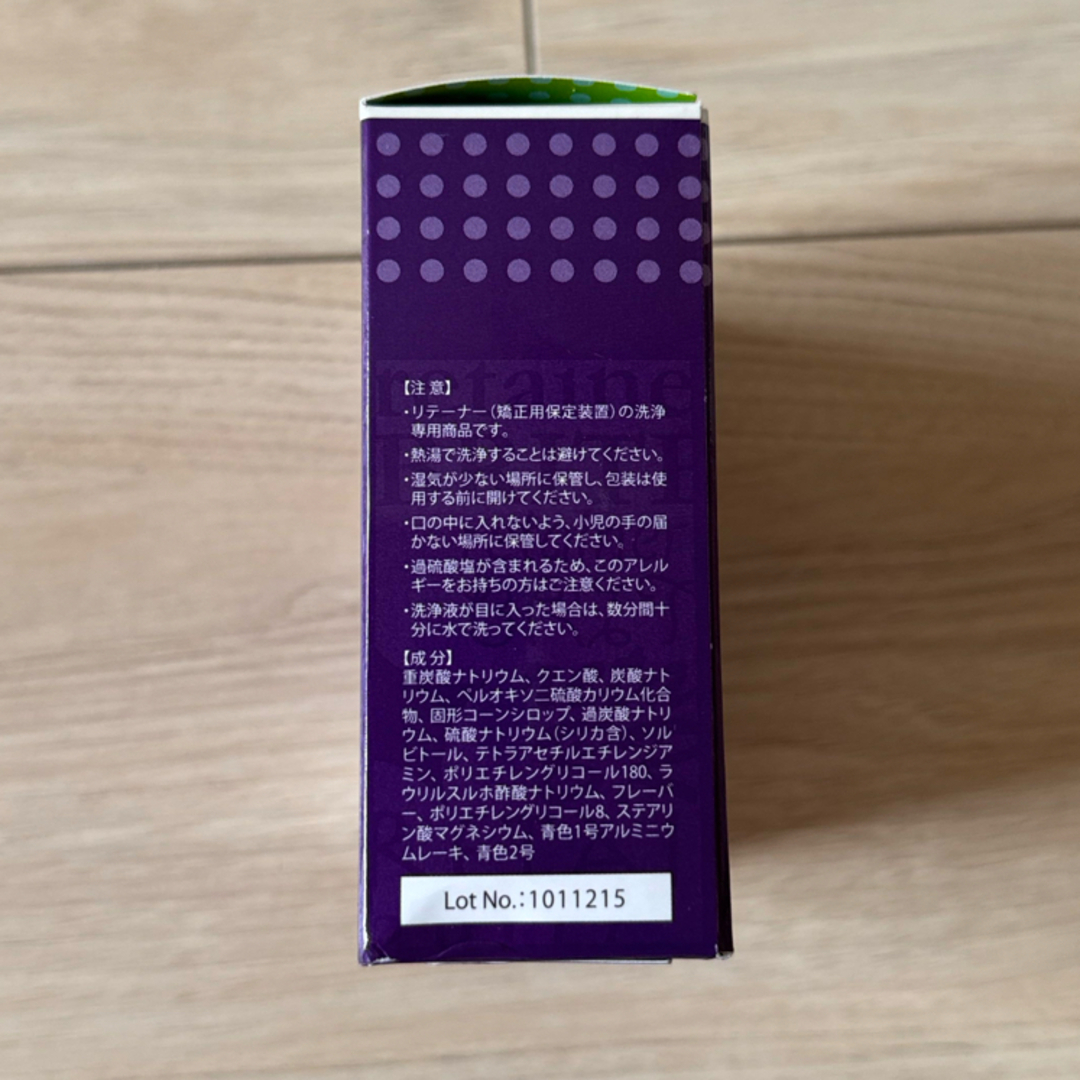 【注 意】
・リテーナー（矯正用保定装置）の洗浄
専用商品です。
・熱湯で洗浄することは避けてください。
・湿気が少ない場所に保管し、包装は使
用する前に開けてください。
・口の中に入れないよう、小児の手の届
かない場所に保管してください。
・過硫酸塩が含まれるため、このアレル
ギーをお持ちの方はご注意ください。
・洗浄液が目に入った場合は、数分間十
分に水で洗ってください。
【成 分】
重炭酸ナトリウム、クエン酸、炭酸ナト
リウム、ペルオキソ二硫酸カリウム化合
物、固形コーンシロップ、過炭酸ナトリ
ウム、硫酸ナトリウム（シリカ含）、ソル
ビトール、テトラアセチルエチレンジア
ミン、ポリエチレングリコール180、ラ
ウリルスルホ酢酸ナトリウム、フレーバ
ー、ポリエチレングリコール8、ステアリ
ン酸マグネシウム、青色1号アルミニウ
ムレーキ、青色2号
Lot No.:1011215